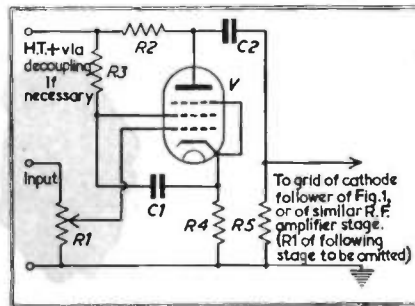 R2
C2
H.T.+via
decoupling
if
necessary
R3
V
Input
C1
R1
R4
R5
To grid of cathode
follower of Fig.1,
or of similar R.F.
amplifier stage.
(R1 of following
stage to be omitted)